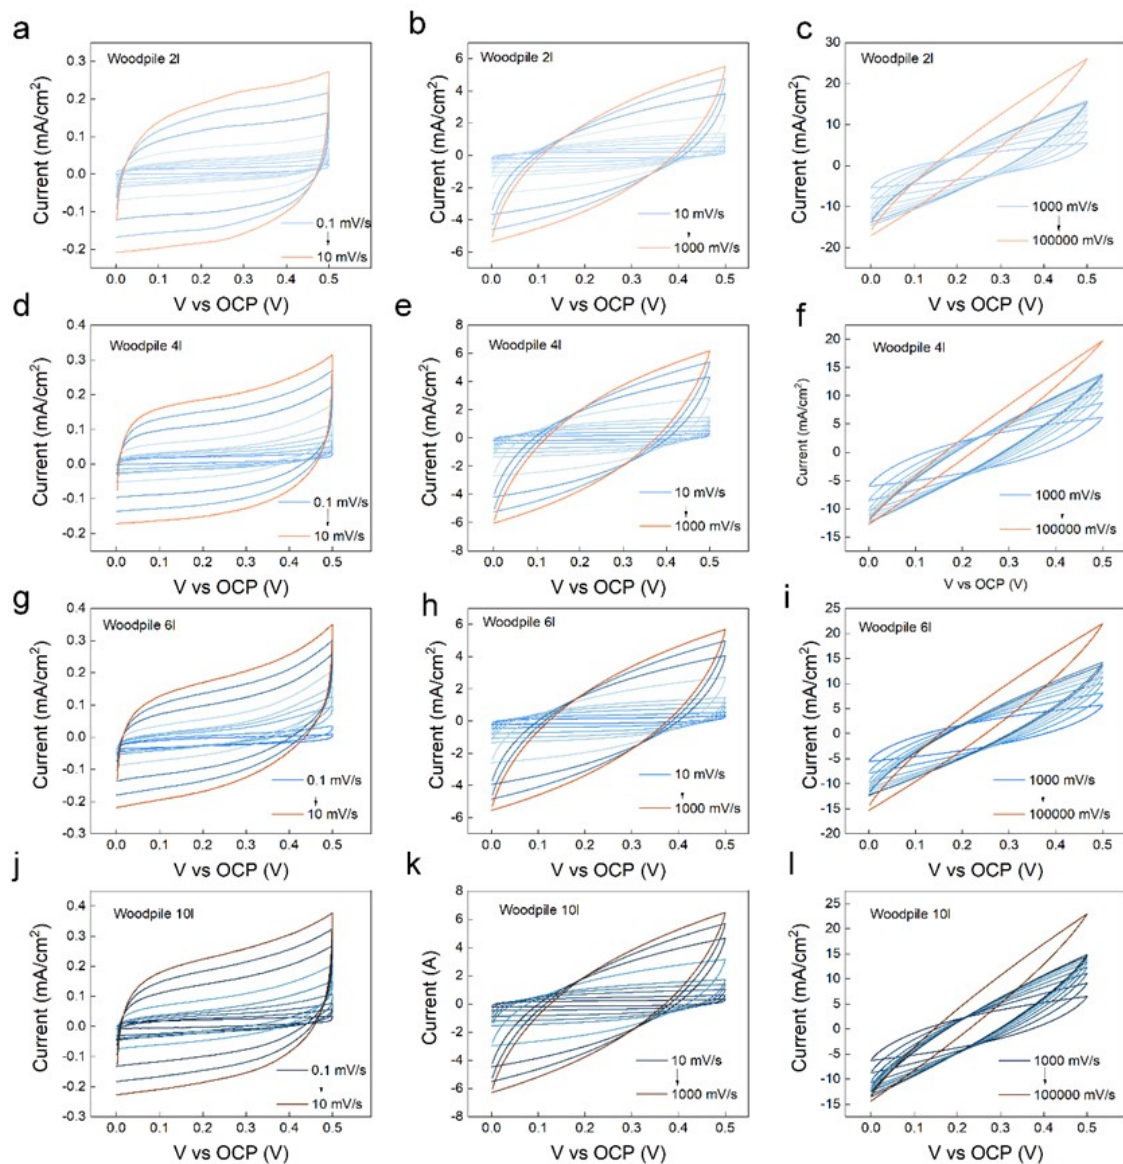 a
Woodpile 2l
Current (mA/cm²)
0.3
0.2
0.1
0.0
-0.1
-0.2
0.1 mV/s
10 mV/s
0.0 0.1 0.2 0.3 0.4 0.5
V vs OCP (V)
b
Woodpile 2l
Current (mA/cm²)
6
4
2
0
-2
-4
-6
10 mV/s
1000 mV/s
0.0 0.1 0.2 0.3 0.4 0.5
V vs OCP (V)
c
Woodpile 2l
Current (mA/cm²)
30
20
10
0
-10
-20
1000 mV/s
100000 mV/s
0.0 0.1 0.2 0.3 0.4 0.5
V vs OCP (V)
d
Woodpile 4l
Current (mA/cm²)
0.4
0.3
0.2
0.1
0.0
-0.1
-0.2
0.1 mV/s
10 mV/s
0.0 0.1 0.2 0.3 0.4 0.5
V vs OCP (V)
e
Woodpile 4l
Current (mA/cm²)
8
6
4
2
0
-2
-4
-6
-8
10 mV/s
1000 mV/s
0.0 0.1 0.2 0.3 0.4 0.5
V vs OCP (V)
f
Woodpile 4l
Current (mA/cm²)
25
20
15
10
5
0
-5
-10
-15
1000 mV/s
100000 mV/s
0.0 0.1 0.2 0.3 0.4 0.5
V vs OCP (V)
g
Woodpile 6l
Current (mA/cm²)
0.4
0.3
0.2
0.1
0.0
-0.1
-0.2
-0.3
0.1 mV/s
10 mV/s
0.0 0.1 0.2 0.3 0.4 0.5
V vs OCP (V)
h
Woodpile 6l
Current (mA/cm²)
6
4
2
0
-2
-4
-6
10 mV/s
1000 mV/s
0.0 0.1 0.2 0.3 0.4 0.5
V vs OCP (V)
i
Woodpile 6l
Current (mA/cm²)
25
20
15
10
5
0
-5
-10
-15
-20
1000 mV/s
100000 mV/s
0.0 0.1 0.2 0.3 0.4 0.5
V vs OCP (V)
j
Woodpile 10l
Current (mA/cm²)
0.4
0.3
0.2
0.1
0.0
-0.1
-0.2
-0.3
0.1 mV/s
10 mV/s
0.0 0.1 0.2 0.3 0.4 0.5
V vs OCP (V)
k
Woodpile 10l
Current (A)
8
6
4
2
0
-2
-4
-6
-8
10 mV/s
1000 mV/s
0.0 0.1 0.2 0.3 0.4 0.5
V vs OCP (V)
l
Woodpile 10l
Current (mA/cm²)
25
20
15
10
5
0
-5
-10
-15
1000 mV/s
100000 mV/s
0.0 0.1 0.2 0.3 0.4 0.5
V vs OCP (V)